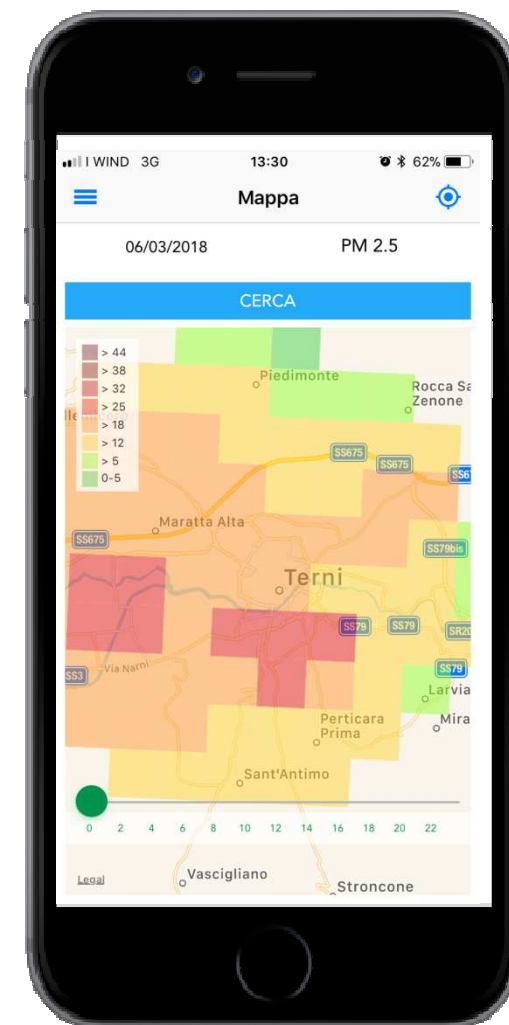 WIND 3G 13:30 62%
Mappa
06/03/2018 PM 2.5
CERCA
> 44
> 38
> 32
> 25
> 18
> 12
> 5
0-5
Piedimonte
Rocca Sa
Zenone
SS675
SS675
SS6
Maratta Alta
SS675
SS79bis
Terni
SS79 SS79 SR20
Via Narni
SS3
SS79
Larvia
Perticara
Prima
Mira
Sant'Antimo
0 2 4 6 8 10 12 14 16 18 20 22
Legal
Vascigliano
Stroncone